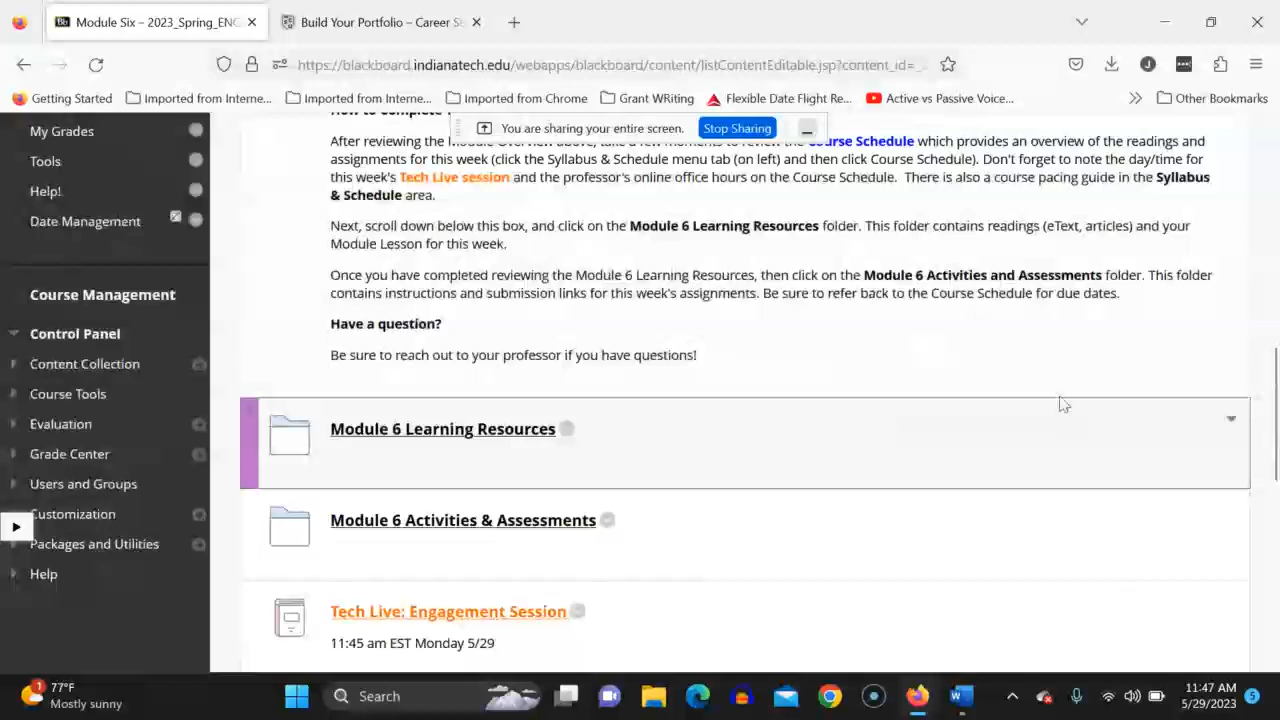 Module Six – 2023_Spring_ENG
Build Your Portfolio – Career S
https://blackboard.indianatech.edu/webapps/blackboard/content/listContentEditable.jsp?content_id=_
Getting Started
Imported from Interne...
Imported from Interne...
Imported from Chrome
Grant WRiting
Flexible Date Flight Re...
Active vs Passive Voice...
Other Bookmarks
You are sharing your entire screen.
Stop Sharing
My Grades
Tools
Help!
Date Management
Course Management
Control Panel
Content Collection
Course Tools
Evaluation
Grade Center
Users and Groups
Customization
Packages and Utilities
Help
How to complete
After reviewing the Module Overview above, take a few moments to review the Course Schedule which provides an overview of the readings and
assignments for this week (click the Syllabus & Schedule menu tab (on left) and then click Course Schedule). Don't forget to note the day/time for
this week's Tech Live session and the professor's online office hours on the Course Schedule. There is also a course pacing guide in the Syllabus
& Schedule area.
Next, scroll down below this box, and click on the Module 6 Learning Resources folder. This folder contains readings (eText, articles) and your
Module Lesson for this week.
Once you have completed reviewing the Module 6 Learning Resources, then click on the Module 6 Activities and Assessments folder. This folder
contains instructions and submission links for this week's assignments. Be sure to refer back to the Course Schedule for due dates.
Have a question?
Be sure to reach out to your professor if you have questions!
Module 6 Learning Resources
Module 6 Activities & Assessments
Tech Live: Engagement Session
11:45 am EST Monday 5/29
1
77°F
Mostly sunny
Search
11:47 AM
5/29/2023
5